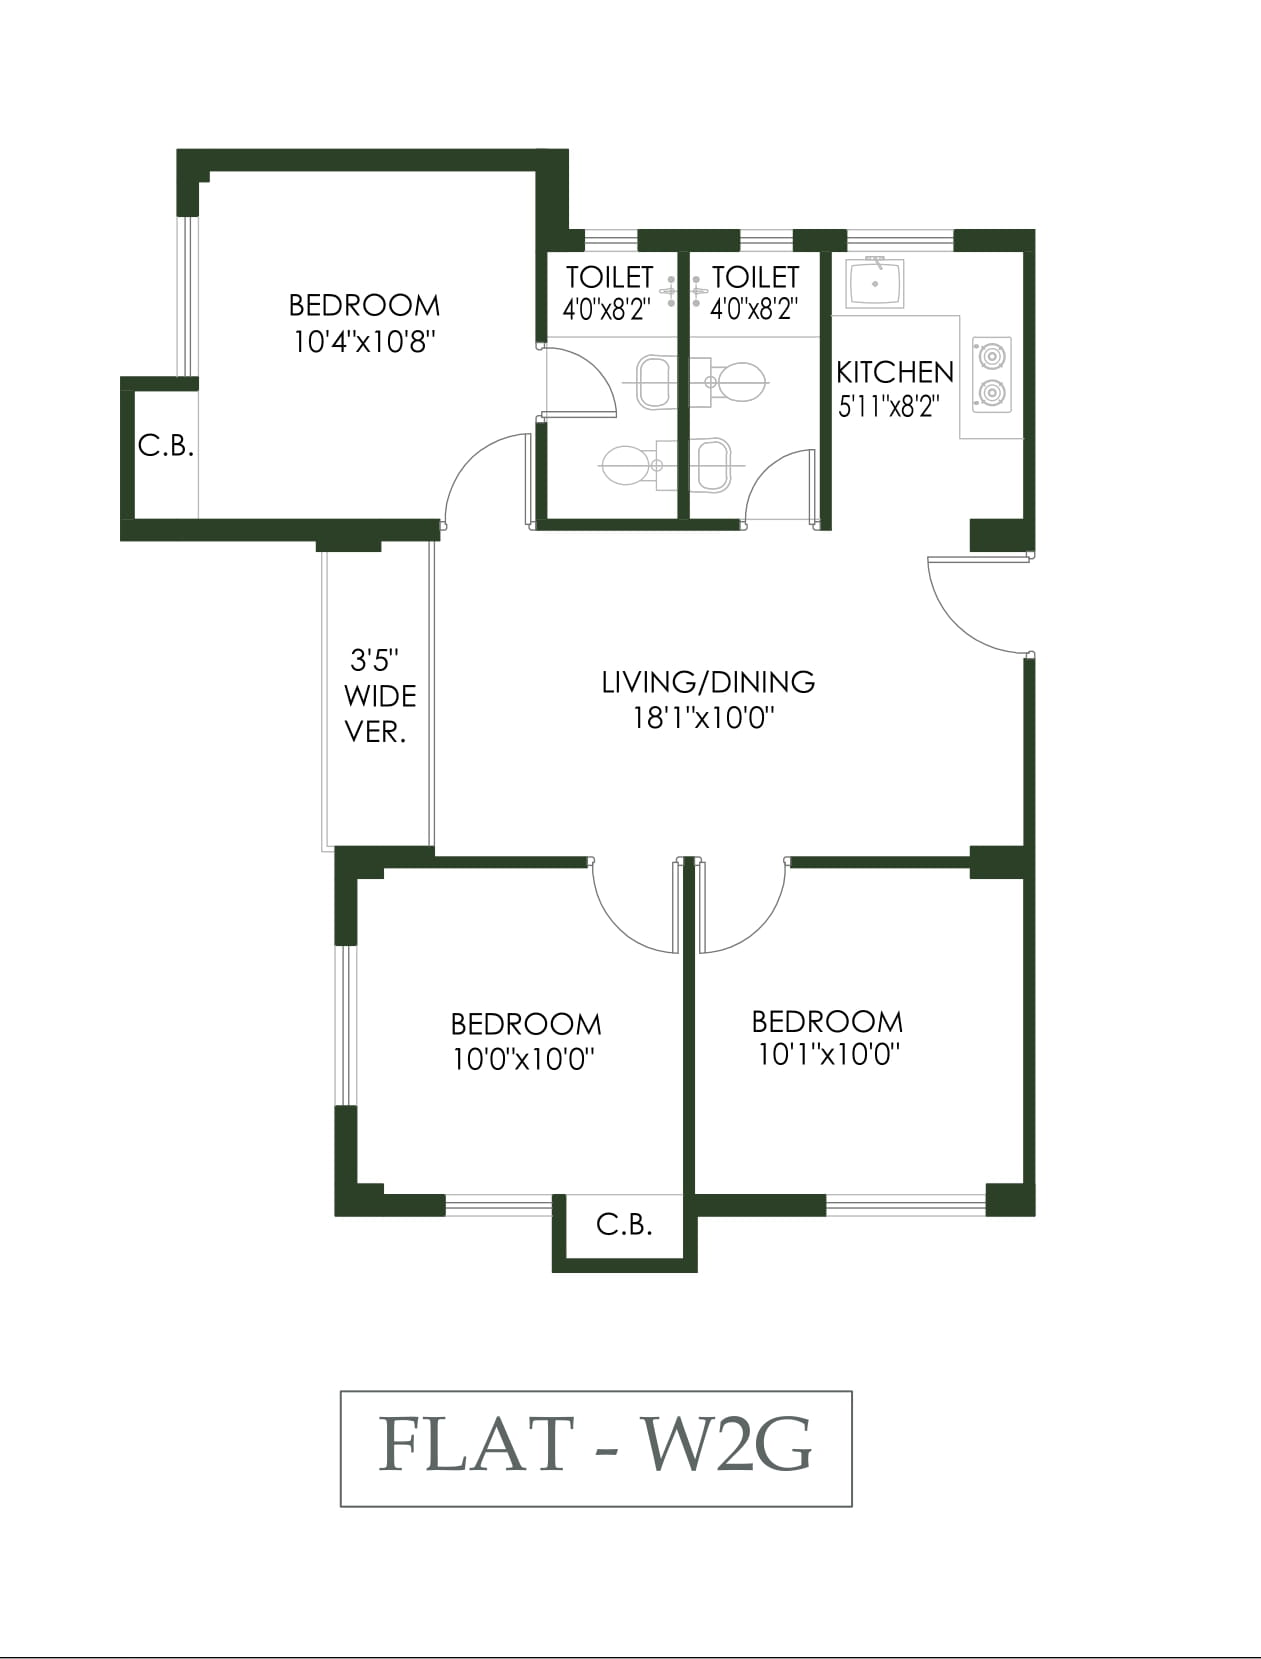 BEDROOM
10'4"x10'8"
TOILET
4'0"x8'2"
TOILET
4'0"x8'2"
KITCHEN
5'11"x8'2"
C.B.
3'5"
WIDE
VER.
LIVING/DINING
18'1"x10'0"
BEDROOM
10'0"x10'0"
BEDROOM
10'1"x10'0"
C.B.
FLAT - W2G